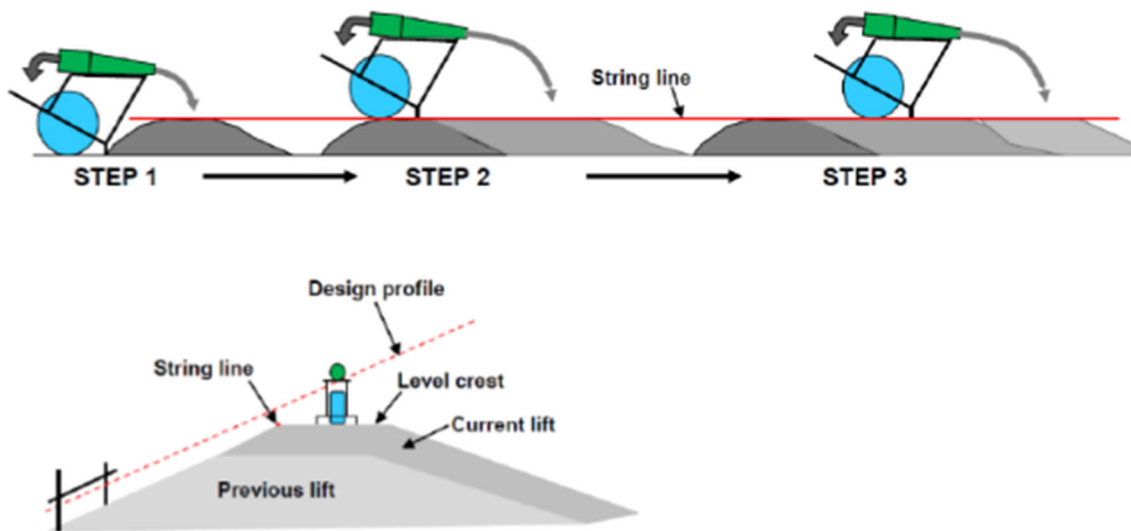 String line
STEP 1
STEP 2
STEP 3
Design profile
String line
Level crest
Current lift
Previous lift